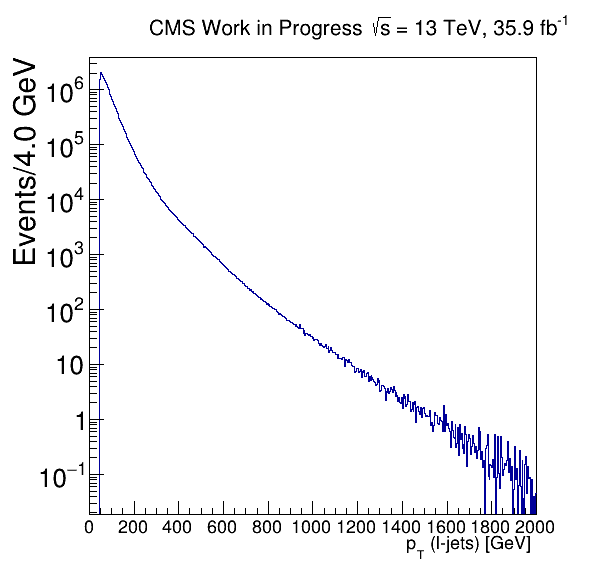 CMS Work in Progress √s = 13 TeV, 35.9 fb⁻¹
Events/4.0 GeV
10⁶
10⁵
10⁴
10³
10²
10
1
10⁻¹
0 200 400 600 800 1000 1200 1400 1600 1800 2000
p_T (l-jets) [GeV]